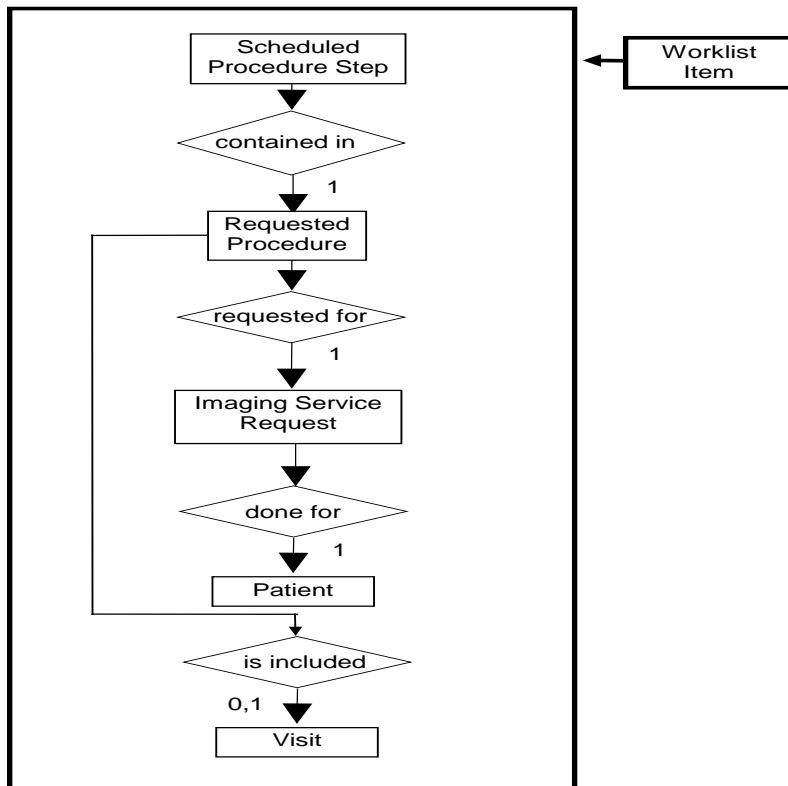 Scheduled
Procedure Step
Worklist
Item
contained in
1
Requested
Procedure
requested for
1
Imaging Service
Request
done for
1
Patient
is included
0,1
Visit